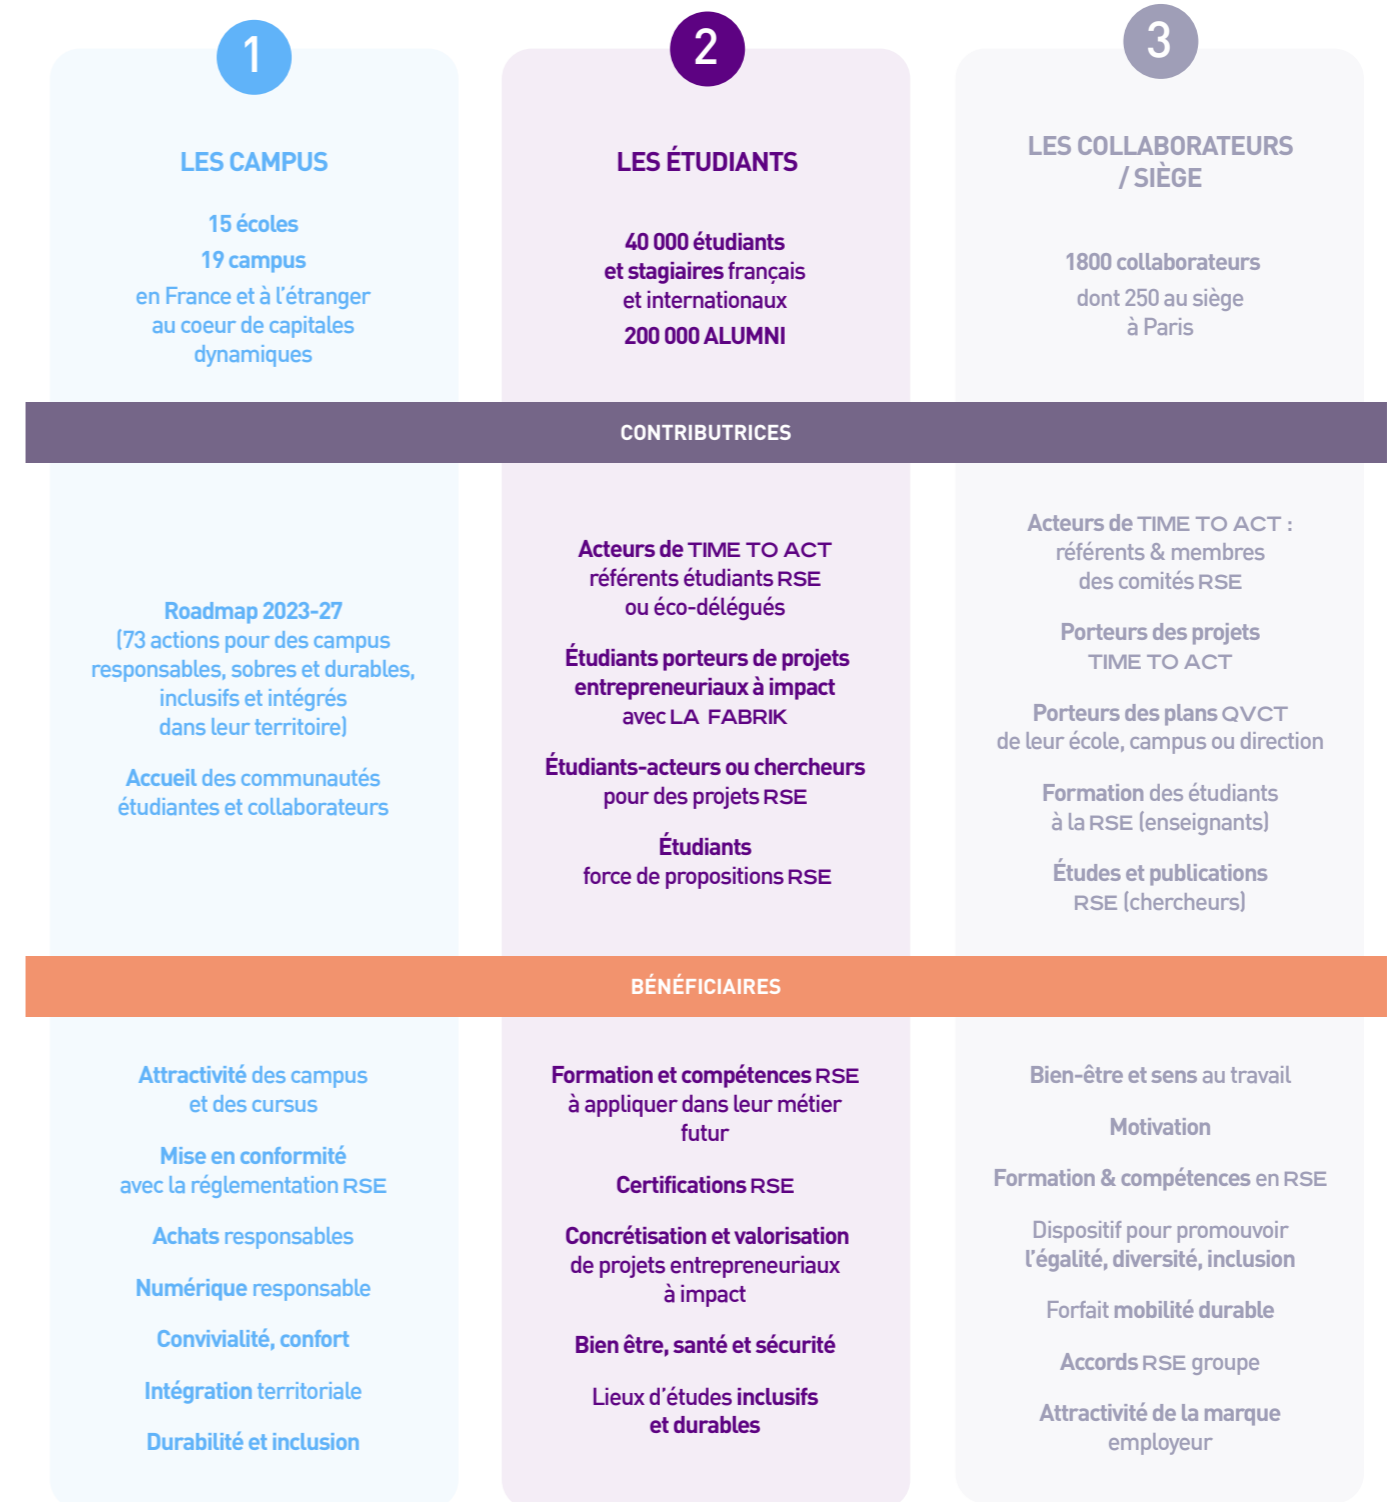 1
LES CAMPUS
15 écoles
19 campus
en France et à l'étranger
au coeur de capitales
dynamiques
2
LES ÉTUDIANTS
40 000 étudiants
et stagiaires français
et internationaux
200 000 ALUMNI
3
LES COLLABORATEURS
/ SIÈGE
1800 collaborateurs
dont 250 au siège
à Paris
CONTRIBUTRICES
Roadmap 2023-27
(73 actions pour des campus
responsables, sobres et durables,
inclusifs et intégrés
dans leur territoire)
Accueil des communautés
étudiantes et collaborateurs
Acteurs de TIME TO ACT
référents étudiants RSE
ou éco-délégués
Étudiants porteurs de projets
entrepreneuriaux à impact
avec LA FABRIK
Étudiants-acteurs ou chercheurs
pour des projets RSE
Étudiants
force de propositions RSE
Acteurs de TIME TO ACT :
référents & membres
des comités RSE
Porteurs des projets
TIME TO ACT
Porteurs des plans QVCT
de leur école, campus ou direction
Formation des étudiants
à la RSE (enseignants)
Études et publications
RSE (chercheurs)
BÉNÉFICIAIRES
Attractivité des campus
et des cursus
Mise en conformité
avec la réglementation RSE
Achats responsables
Numérique responsable
Convivialité, confort
Intégration territoriale
Durabilité et inclusion
Formation et compétences RSE
à appliquer dans leur métier
futur
Certifications RSE
Concrétisation et valorisation
de projets entrepreneuriaux
à impact
Bien être, santé et sécurité
Lieux d'études inclusifs
et durables
Bien-être et sens au travail
Motivation
Formation & compétences en RSE
Dispositif pour promouvoir
l'égalité, diversité, inclusion
Forfait mobilité durable
Accords RSE groupe
Attractivité de la marque
employeur